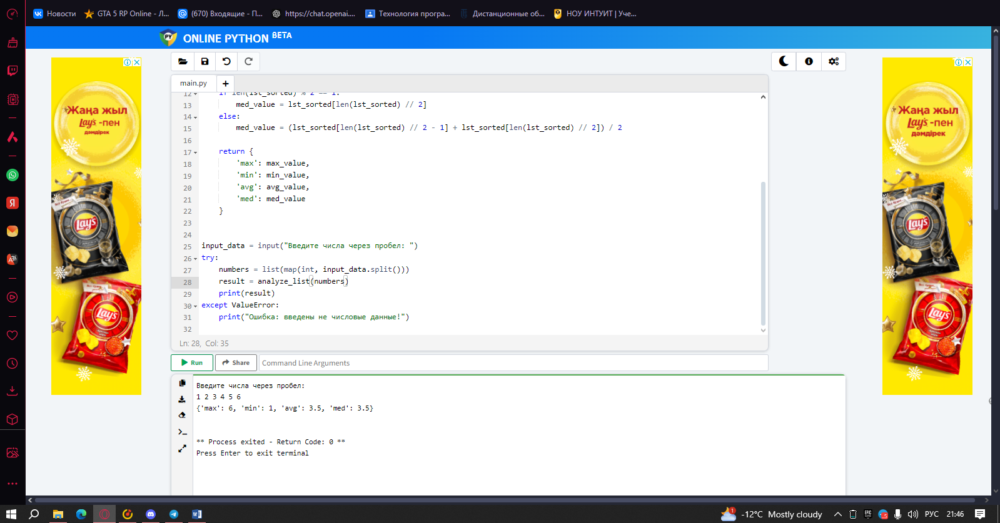 Новости
GTA 5 RP Online - Л...
(670) Входящие - П...
https://chat.openai....
Технология програ...
Дистанционные об...
НОУ ИНТУИТ | Уче...
ONLINE PYTHON BETA
main.py
12 if len(lst_sorted) % 2 == 1:
13 med_value = lst_sorted[len(lst_sorted) // 2]
14 else:
15 med_value = (lst_sorted[len(lst_sorted) // 2 - 1] + lst_sorted[len(lst_sorted) // 2]) / 2
16
17 return {
18 'max': max_value,
19 'min': min_value,
20 'avg': avg_value,
21 'med': med_value
22 }
23
24
25 input_data = input("Введите числа через пробел: ")
26 try:
27 numbers = list(map(int, input_data.split()))
28 result = analyze_list(numbers)
29 print(result)
30 except ValueError:
31 print("Ошибка: введены не числовые данные!")
32
Ln: 28, Col: 35
Run
Share
Command Line Arguments
Введите числа через пробел:
1 2 3 4 5 6
{'max': 6, 'min': 1, 'avg': 3.5, 'med': 3.5}
** Process exited - Return Code: 0 **
Press Enter to exit terminal
Жаңа жыл
Lay's -пен
дәмдірек
Lay's
Lay's
Жаңа жыл
Lay's -пен
дәмдірек
Lay's
Lay's
-12°C Mostly cloudy
РУС
21:46